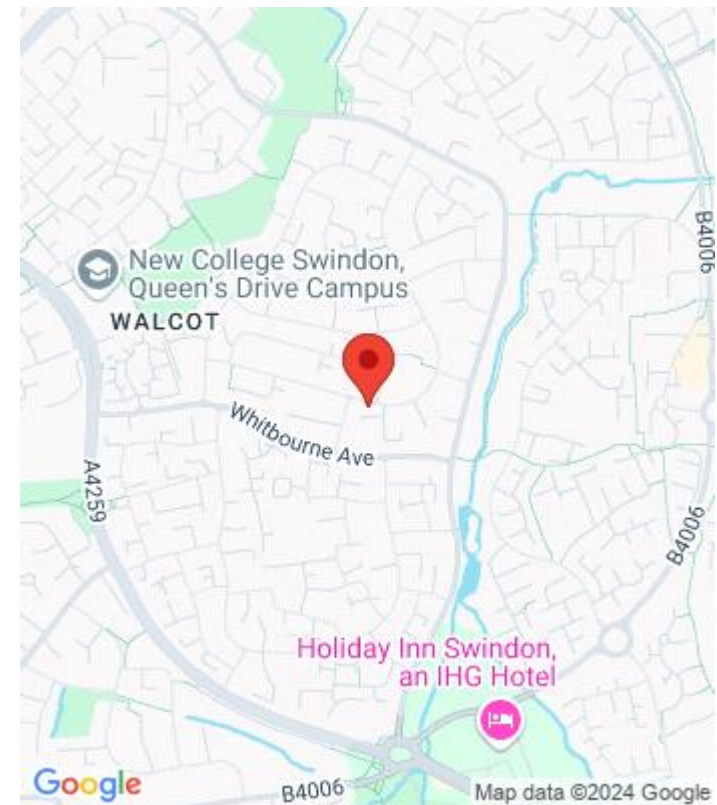 B4006
New College Swindon,
Queen's Drive Campus
WALCOT
Whitbourne Ave
A4259
B4006
Holiday Inn Swindon,
an IHG Hotel
Google
B4006
Map data ©2024 Google